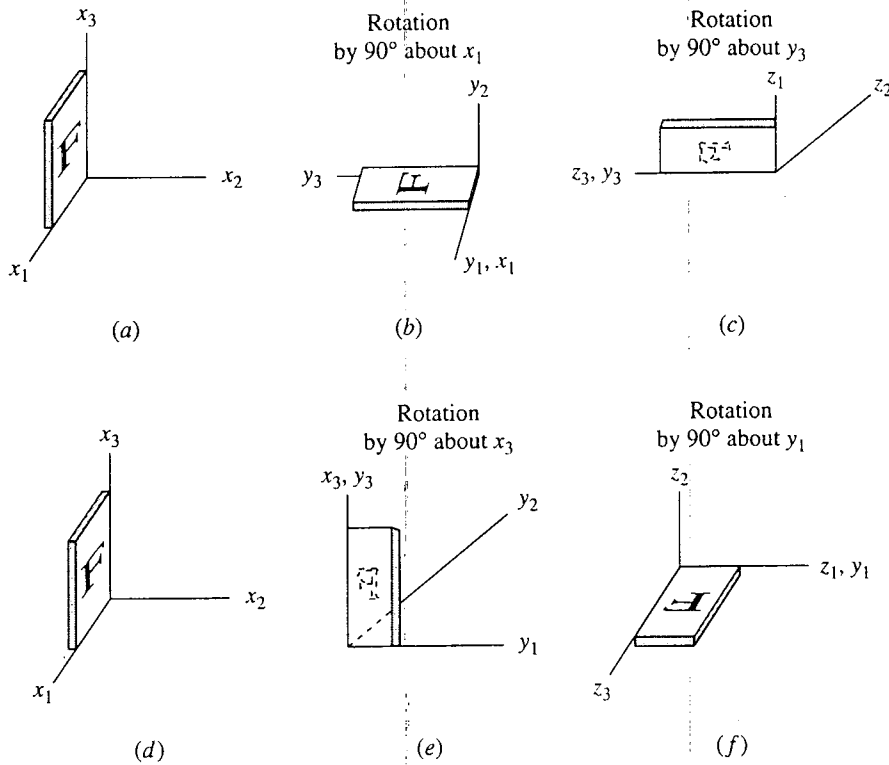 x3
x2
x1
F
(a)
Rotation
by 90° about x1
y2
y3
F
y1, x1
(b)
Rotation
by 90° about y3
z1
z2
z3, y3
F
(c)
x3
x2
x1
F
(d)
Rotation
by 90° about x3
x3, y3
y2
F
y1
(e)
Rotation
by 90° about y1
z2
z1, y1
F
z3
(f)